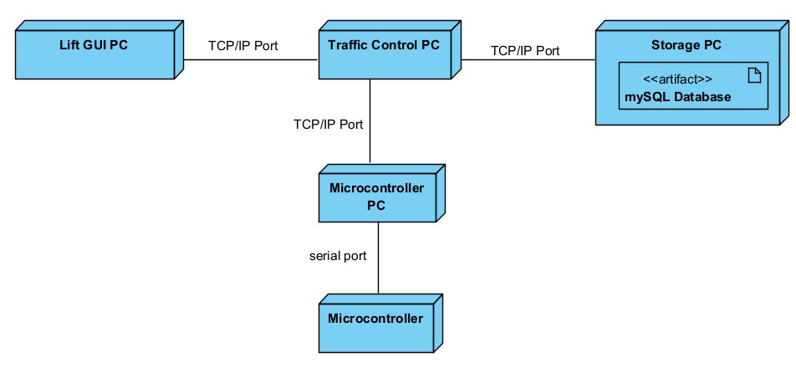 Lift GUI PC
TCP/IP Port
Traffic Control PC
TCP/IP Port
Storage PC
<<artifact>>
mySQL Database
TCP/IP Port
Microcontroller
PC
serial port
Microcontroller